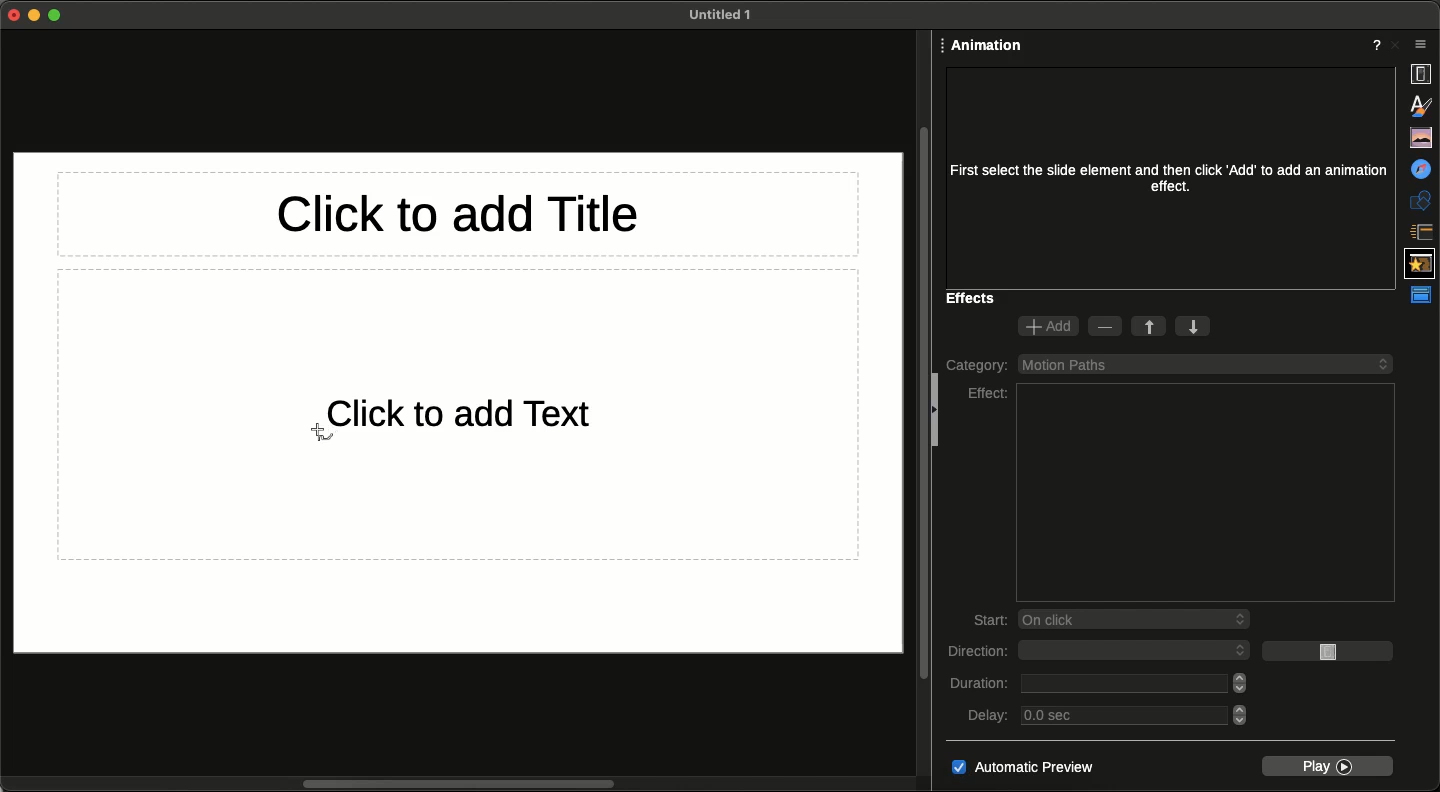 Untitled 1
Animation
?
First select the slide element and then click 'Add' to add an animation
effect.
Click to add Title
Click to add Text
Effects
Add
Category: Motion Paths
Effect:
Start: On click
Direction:
Duration:
Delay: 0.0 sec
Automatic Preview
Play